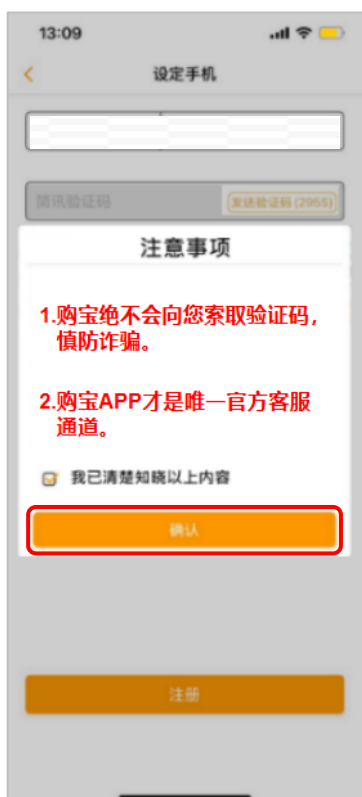 13:09
设定手机
简讯验证码
发送验证码(295S)
注意事项
1.购宝绝不会向您索取验证码，
慎防诈骗。
2.购宝APP才是唯一官方客服
通道。
我已清楚知晓以上内容
确认
注册